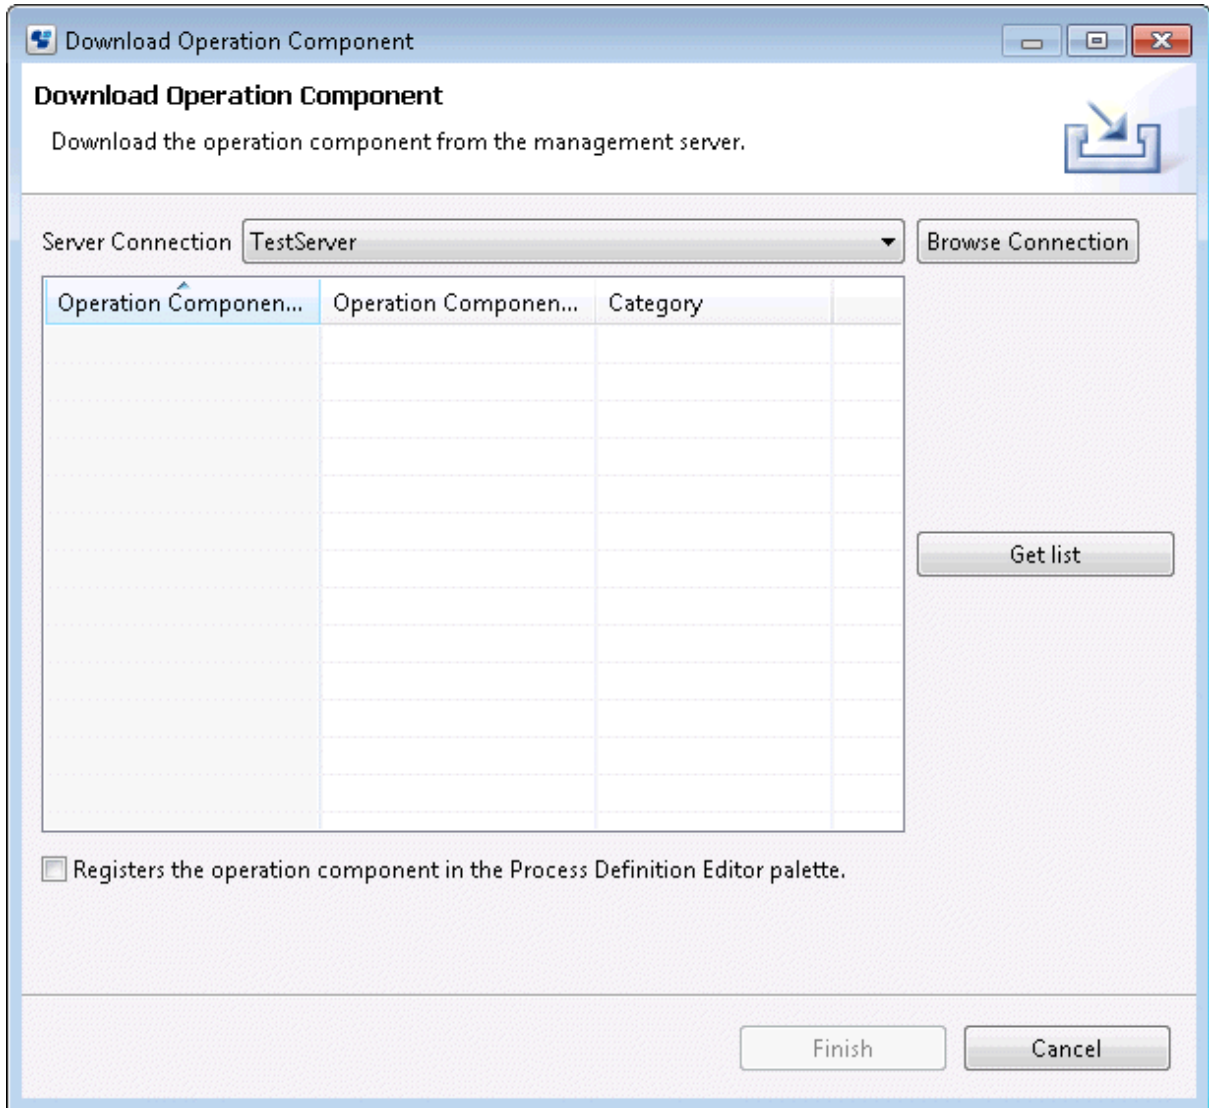 Download Operation Component
Download Operation Component
Download the operation component from the management server.
Server Connection TestServer Browse Connection
Operation Componen... Operation Componen... Category
Get list
Registers the operation component in the Process Definition Editor palette.
Finish Cancel